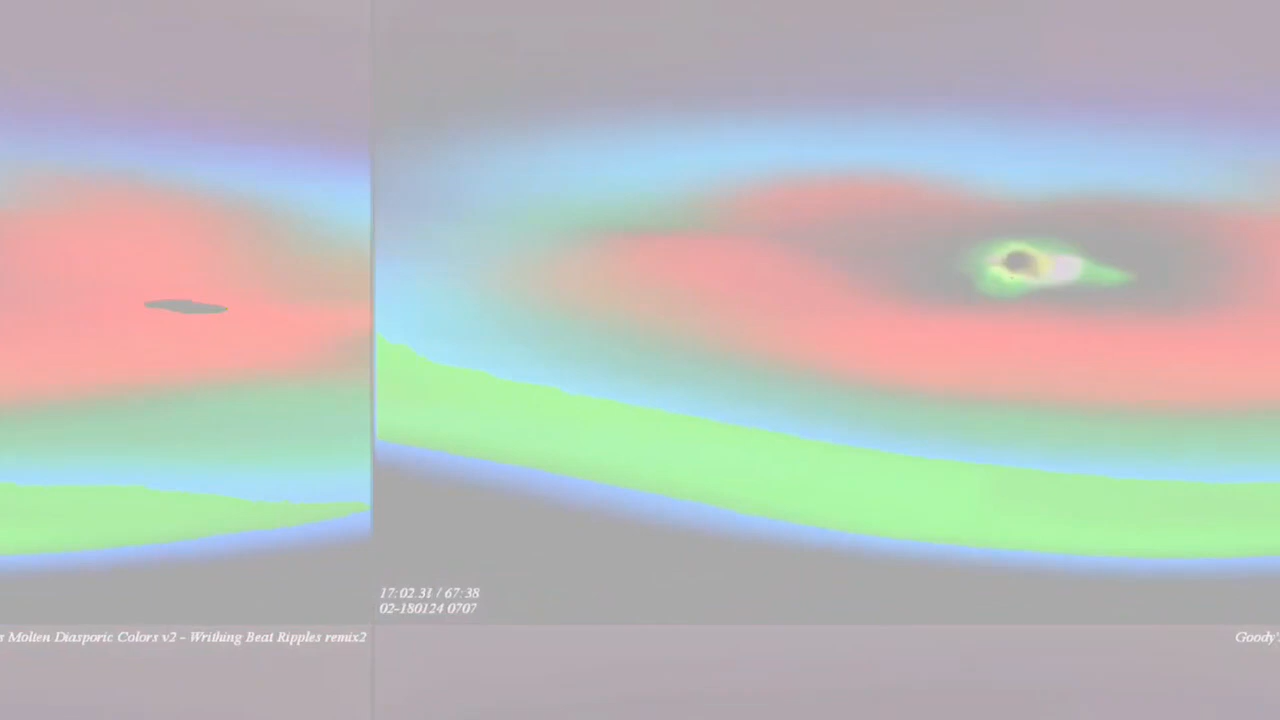 17:02.31 / 67:38
02-180124 0707
s Molten Diasporic Colors v2 - Writhing Beat Ripples remix2
Goody'